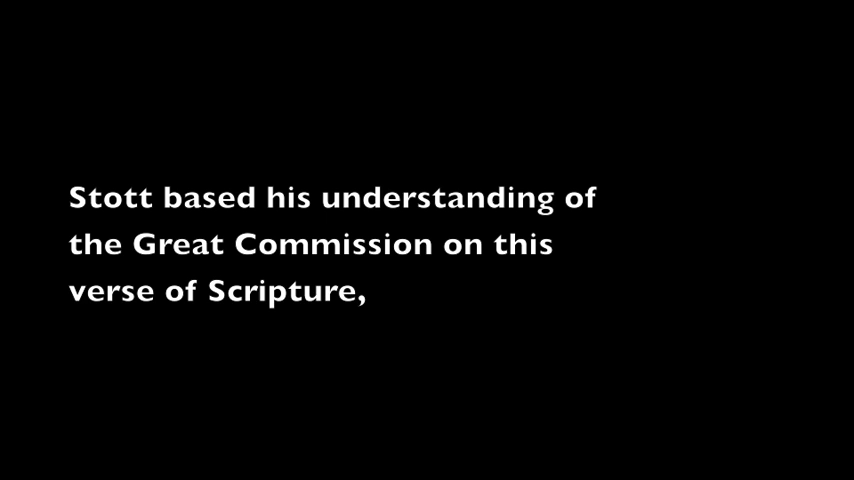 Stott based his understanding of
the Great Commission on this
verse of Scripture,